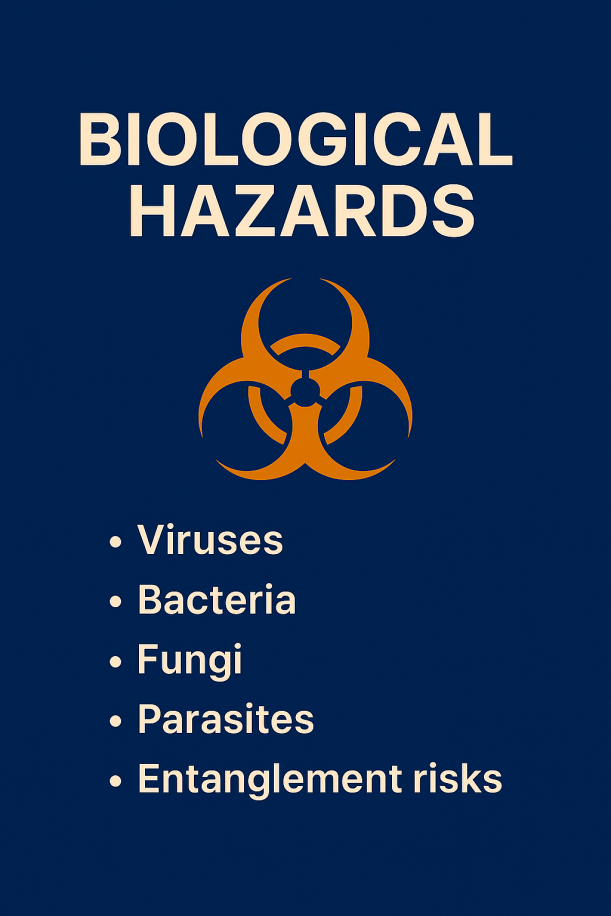 BIOLOGICAL
HAZARDS
• Viruses
• Bacteria
• Fungi
• Parasites
• Entanglement risks